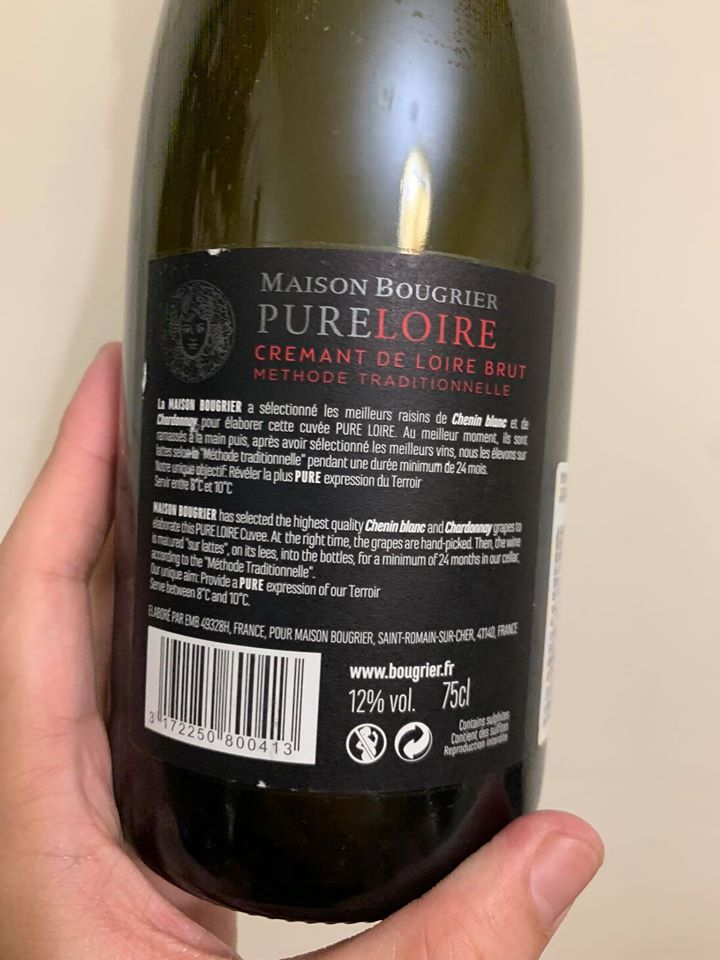 MAISON BOUGRIER
PURELOIRE
CREMANT DE LOIRE BRUT
METHODE TRADITIONNELLE
La MAISON BOUGRIER a sélectionné les meilleurs raisins de Chenin blanc et de
Chardonnay pour élaborer cette cuvée PURE LOIRE. Au meilleur moment, ils sont
ramassés à la main puis, après avoir sélectionné les meilleurs vins, nous les élevons sur
lattes selon la "Méthode traditionnelle" pendant une durée minimum de 24 mois.
Notre unique objectif: Révéler la plus PURE expression du Terroir
Servir entre 8°C et 10°C
MAISON BOUGRIER has selected the highest quality Chenin blanc and Chardonnay grapes to
elaborate this PURE LOIRE Cuvee. At the right time, the grapes are hand-picked. Then, the wine
is matured "sur lattes", on its lees, into the bottles, for a minimum of 24 months in our cellar,
according to the "Méthode Traditionnelle".
Our unique aim: Provide a PURE expression of our Terroir
Serve between 8°C and 10°C.
ELABORÉ PAR EMB 49328H, FRANCE, POUR MAISON BOUGRIER, SAINT-ROMAIN-SUR-CHER, 41140, FRANCE
www.bougrier.fr
12% vol. 75cl
Contains sulphites
Contient des sulfites
Reproduction interdite
3 172250 800413